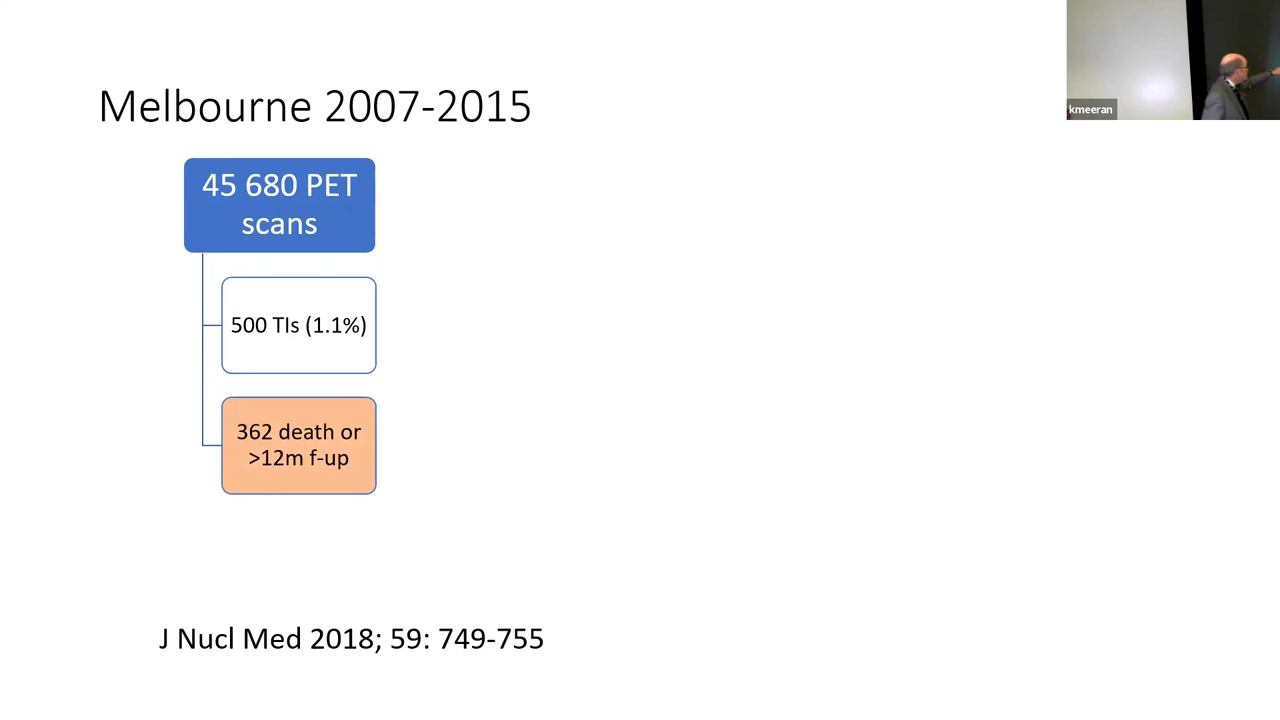 Melbourne 2007-2015
45 680 PET
scans
500 TIs (1.1%)
362 death or
>12m f-up
J Nucl Med 2018; 59: 749-755
kmeeran